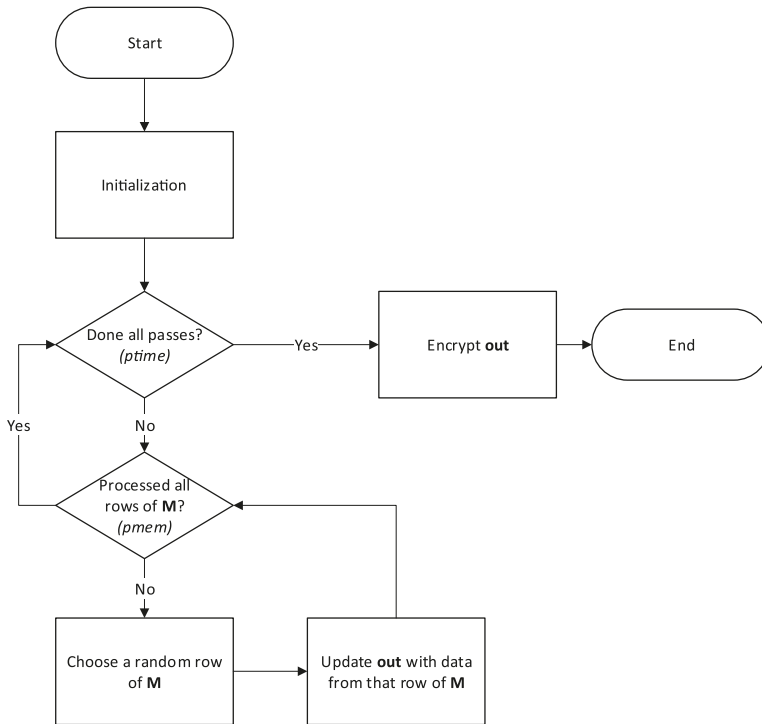 Start
Initialization
Done all passes?
(ptime)
Yes
Encrypt out
End
Yes
No
Processed all
rows of M?
(pmem)
No
Choose a random row
of M
Update out with data
from that row of M